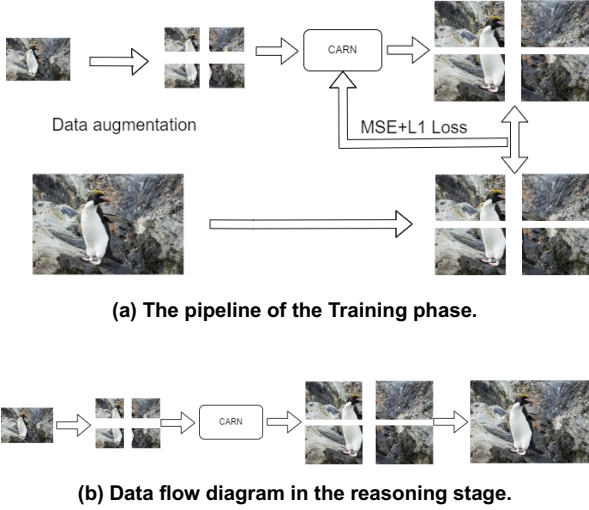 CARN
Data augmentation
MSE+L1 Loss
(a) The pipeline of the Training phase.
CARN
(b) Data flow diagram in the reasoning stage.